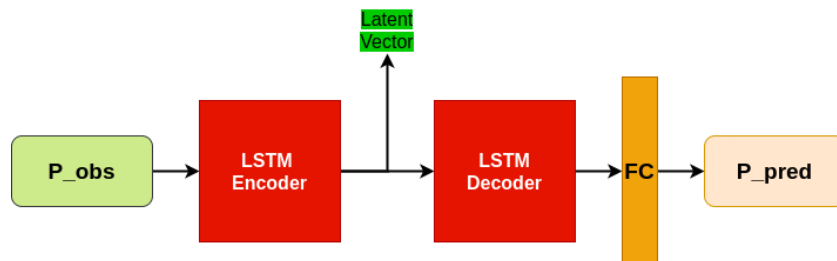 Latent
Vector
P_obs
LSTM
Encoder
LSTM
Decoder
FC
P_pred